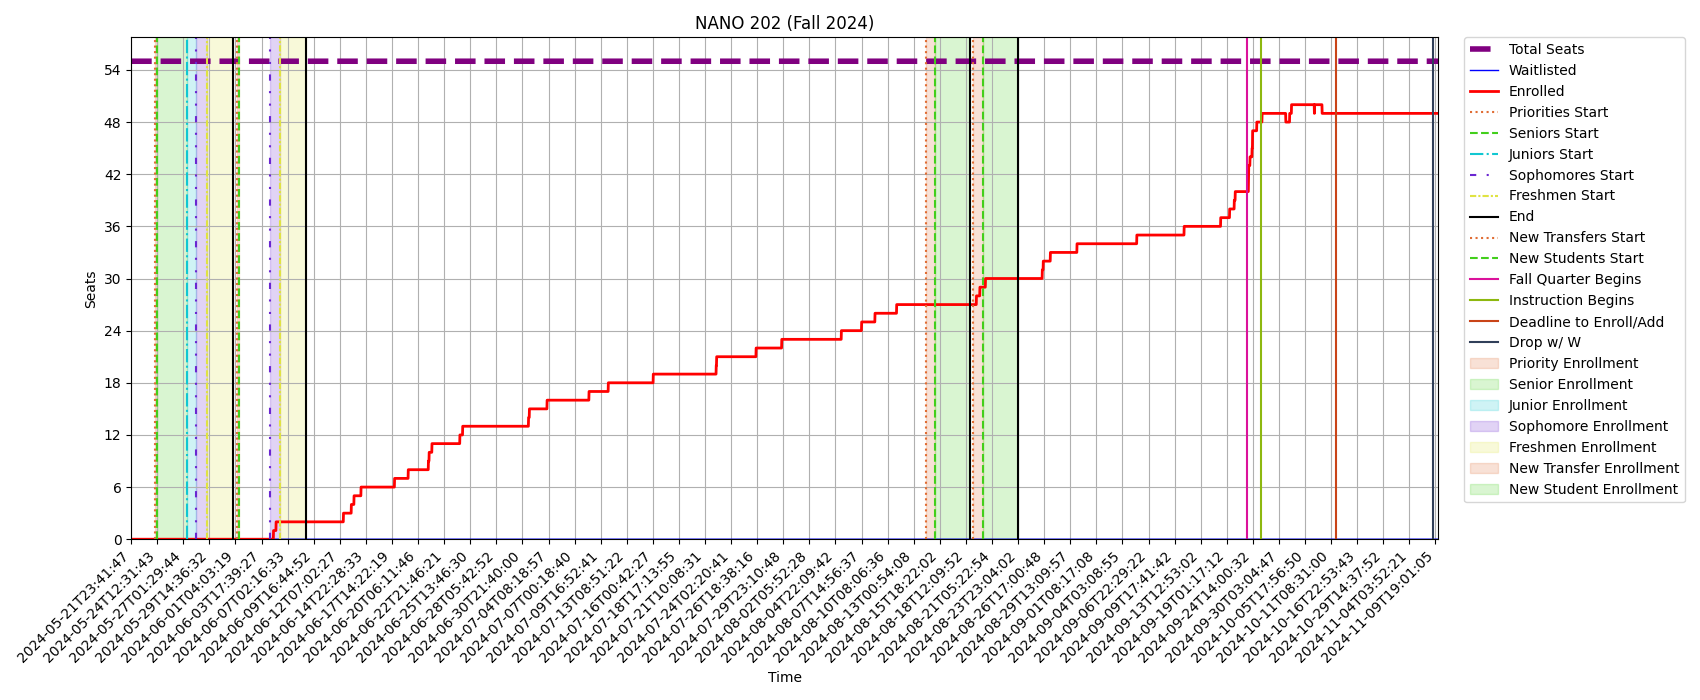 NANO 202 (Fall 2024)
Seats
54
48
42
36
30
24
18
12
6
0
2024-05-21T23:41:47
2024-05-24T12:31:43
2024-05-27T01:29:44
2024-05-29T14:36:32
2024-06-01T04:03:19
2024-06-03T17:39:27
2024-06-07T02:16:33
2024-06-09T16:44:52
2024-06-12T07:02:27
2024-06-14T22:28:33
2024-06-17T14:22:19
2024-06-20T06:11:46
2024-06-22T21:46:21
2024-06-25T13:46:30
2024-06-28T05:42:52
2024-06-30T21:40:00
2024-07-04T08:18:57
2024-07-07T00:18:40
2024-07-09T16:52:41
2024-07-13T08:51:22
2024-07-16T00:42:27
2024-07-18T17:13:55
2024-07-21T10:08:31
2024-07-24T02:20:41
2024-07-26T18:38:16
2024-07-29T23:10:48
2024-08-02T05:52:28
2024-08-04T22:09:42
2024-08-07T14:56:37
2024-08-10T08:06:36
2024-08-13T00:54:08
2024-08-15T18:22:02
2024-08-18T12:09:52
2024-08-21T05:22:54
2024-08-23T23:04:02
2024-08-26T17:00:48
2024-08-29T13:09:57
2024-09-01T08:17:08
2024-09-04T03:08:55
2024-09-06T22:29:22
2024-09-09T17:41:42
2024-09-13T12:53:02
2024-09-19T01:17:12
2024-09-24T14:00:32
2024-09-30T03:04:47
2024-10-05T17:56:50
2024-10-11T08:31:00
2024-10-16T22:53:43
2024-10-29T14:37:52
2024-11-04T03:52:21
2024-11-09T19:01:05
Time
Total Seats
Waitlisted
Enrolled
Priorities Start
Seniors Start
Juniors Start
Sophomores Start
Freshmen Start
End
New Transfers Start
New Students Start
Fall Quarter Begins
Instruction Begins
Deadline to Enroll/Add
Drop w/ W
Priority Enrollment
Senior Enrollment
Junior Enrollment
Sophomore Enrollment
Freshmen Enrollment
New Transfer Enrollment
New Student Enrollment